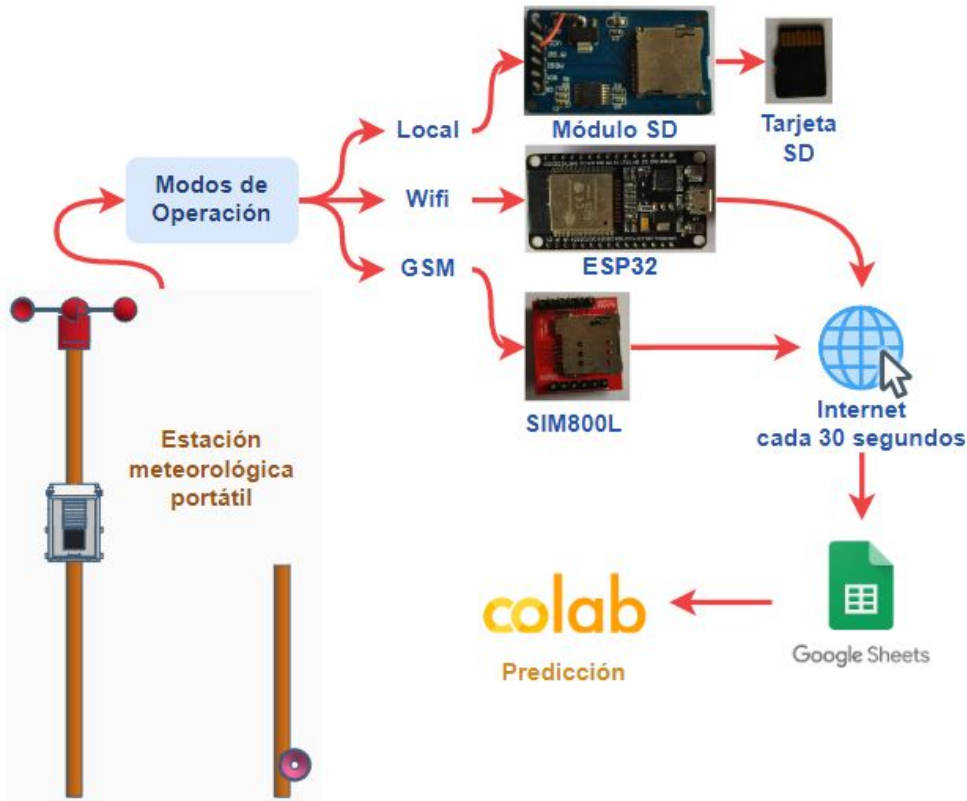 Local
Módulo SD
Tarjeta
SD
Modos de
Operación
Wifi
ESP32
GSM
SIM800L
Internet
cada 30 segundos
Estación
meteorológica
portátil
colab
Predicción
Google Sheets